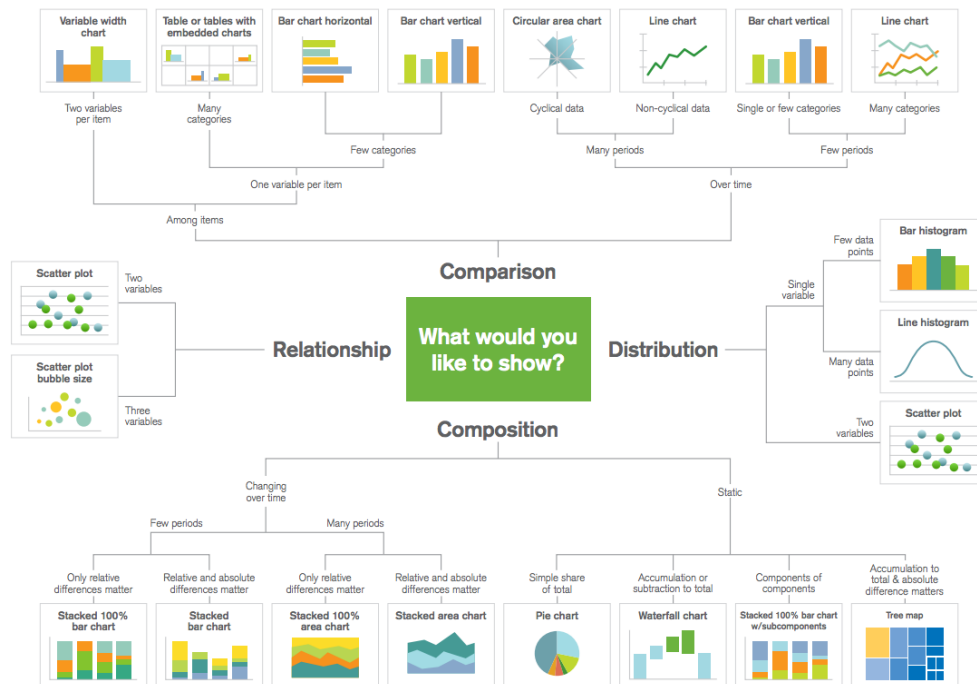 Variable width
chart
Table or tables with
embedded charts
Bar chart horizontal
Bar chart vertical
Circular area chart
Line chart
Bar chart vertical
Line chart
Two variables
per item
Many
categories
Cyclical data
Non-cyclical data
Single or few categories
Many categories
Few categories
Many periods
Few periods
One variable per item
Over time
Among items
Comparison
What would you
like to show?
Relationship
Two
variables
Scatter plot
Scatter plot
bubble size
Three
variables
Distribution
Single
variable
Few data
points
Bar histogram
Line histogram
Many data
points
Two
variables
Scatter plot
Composition
Changing
over time
Static
Few periods
Many periods
Only relative
differences matter
Relative and absolute
differences matter
Only relative
differences matter
Relative and absolute
differences matter
Simple share
of total
Accumulation or
subtraction to total
Components of
components
Accumulation to
total & absolute
difference matters
Stacked 100%
bar chart
Stacked
bar chart
Stacked 100%
area chart
Stacked area chart
Pie chart
Waterfall chart
Stacked 100% bar chart
w/subcomponents
Tree map